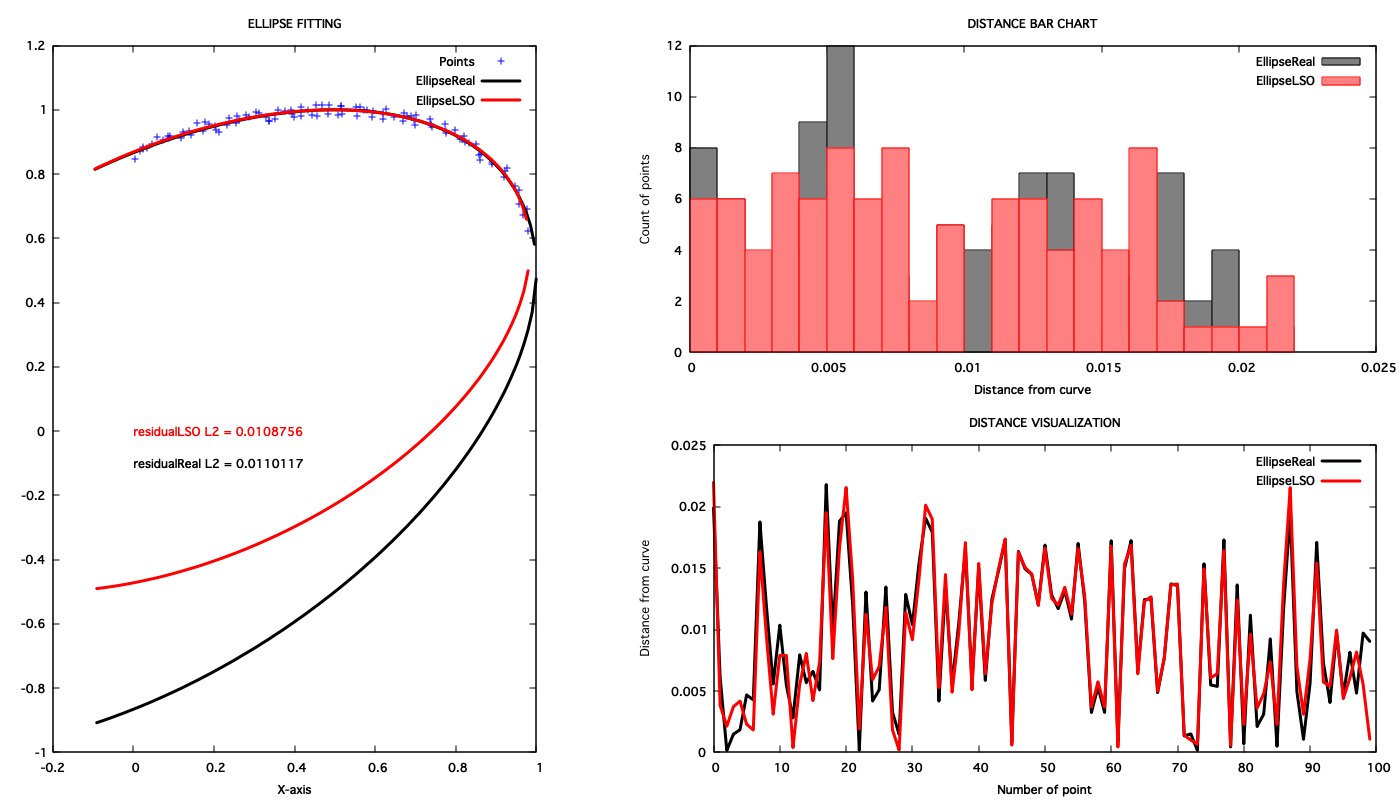 ELLIPSE FITTING
Points
EllipseReal
EllipseLSO
1.2
1
0.8
0.6
0.4
0.2
0
-0.2
-0.4
-0.6
-0.8
-1
residualLSO L2 = 0.0108756
residualReal L2 = 0.0110117
-0.2 0 0.2 0.4 0.6 0.8 1
X-axis
DISTANCE BAR CHART
EllipseReal
EllipseLSO
12
10
8
6
4
2
0
Count of points
0 0.005 0.01 0.015 0.02 0.025
Distance from curve
DISTANCE VISUALIZATION
EllipseReal
EllipseLSO
0.025
0.02
0.015
0.01
0.005
0
Distance from curve
0 10 20 30 40 50 60 70 80 90 100
Number of point